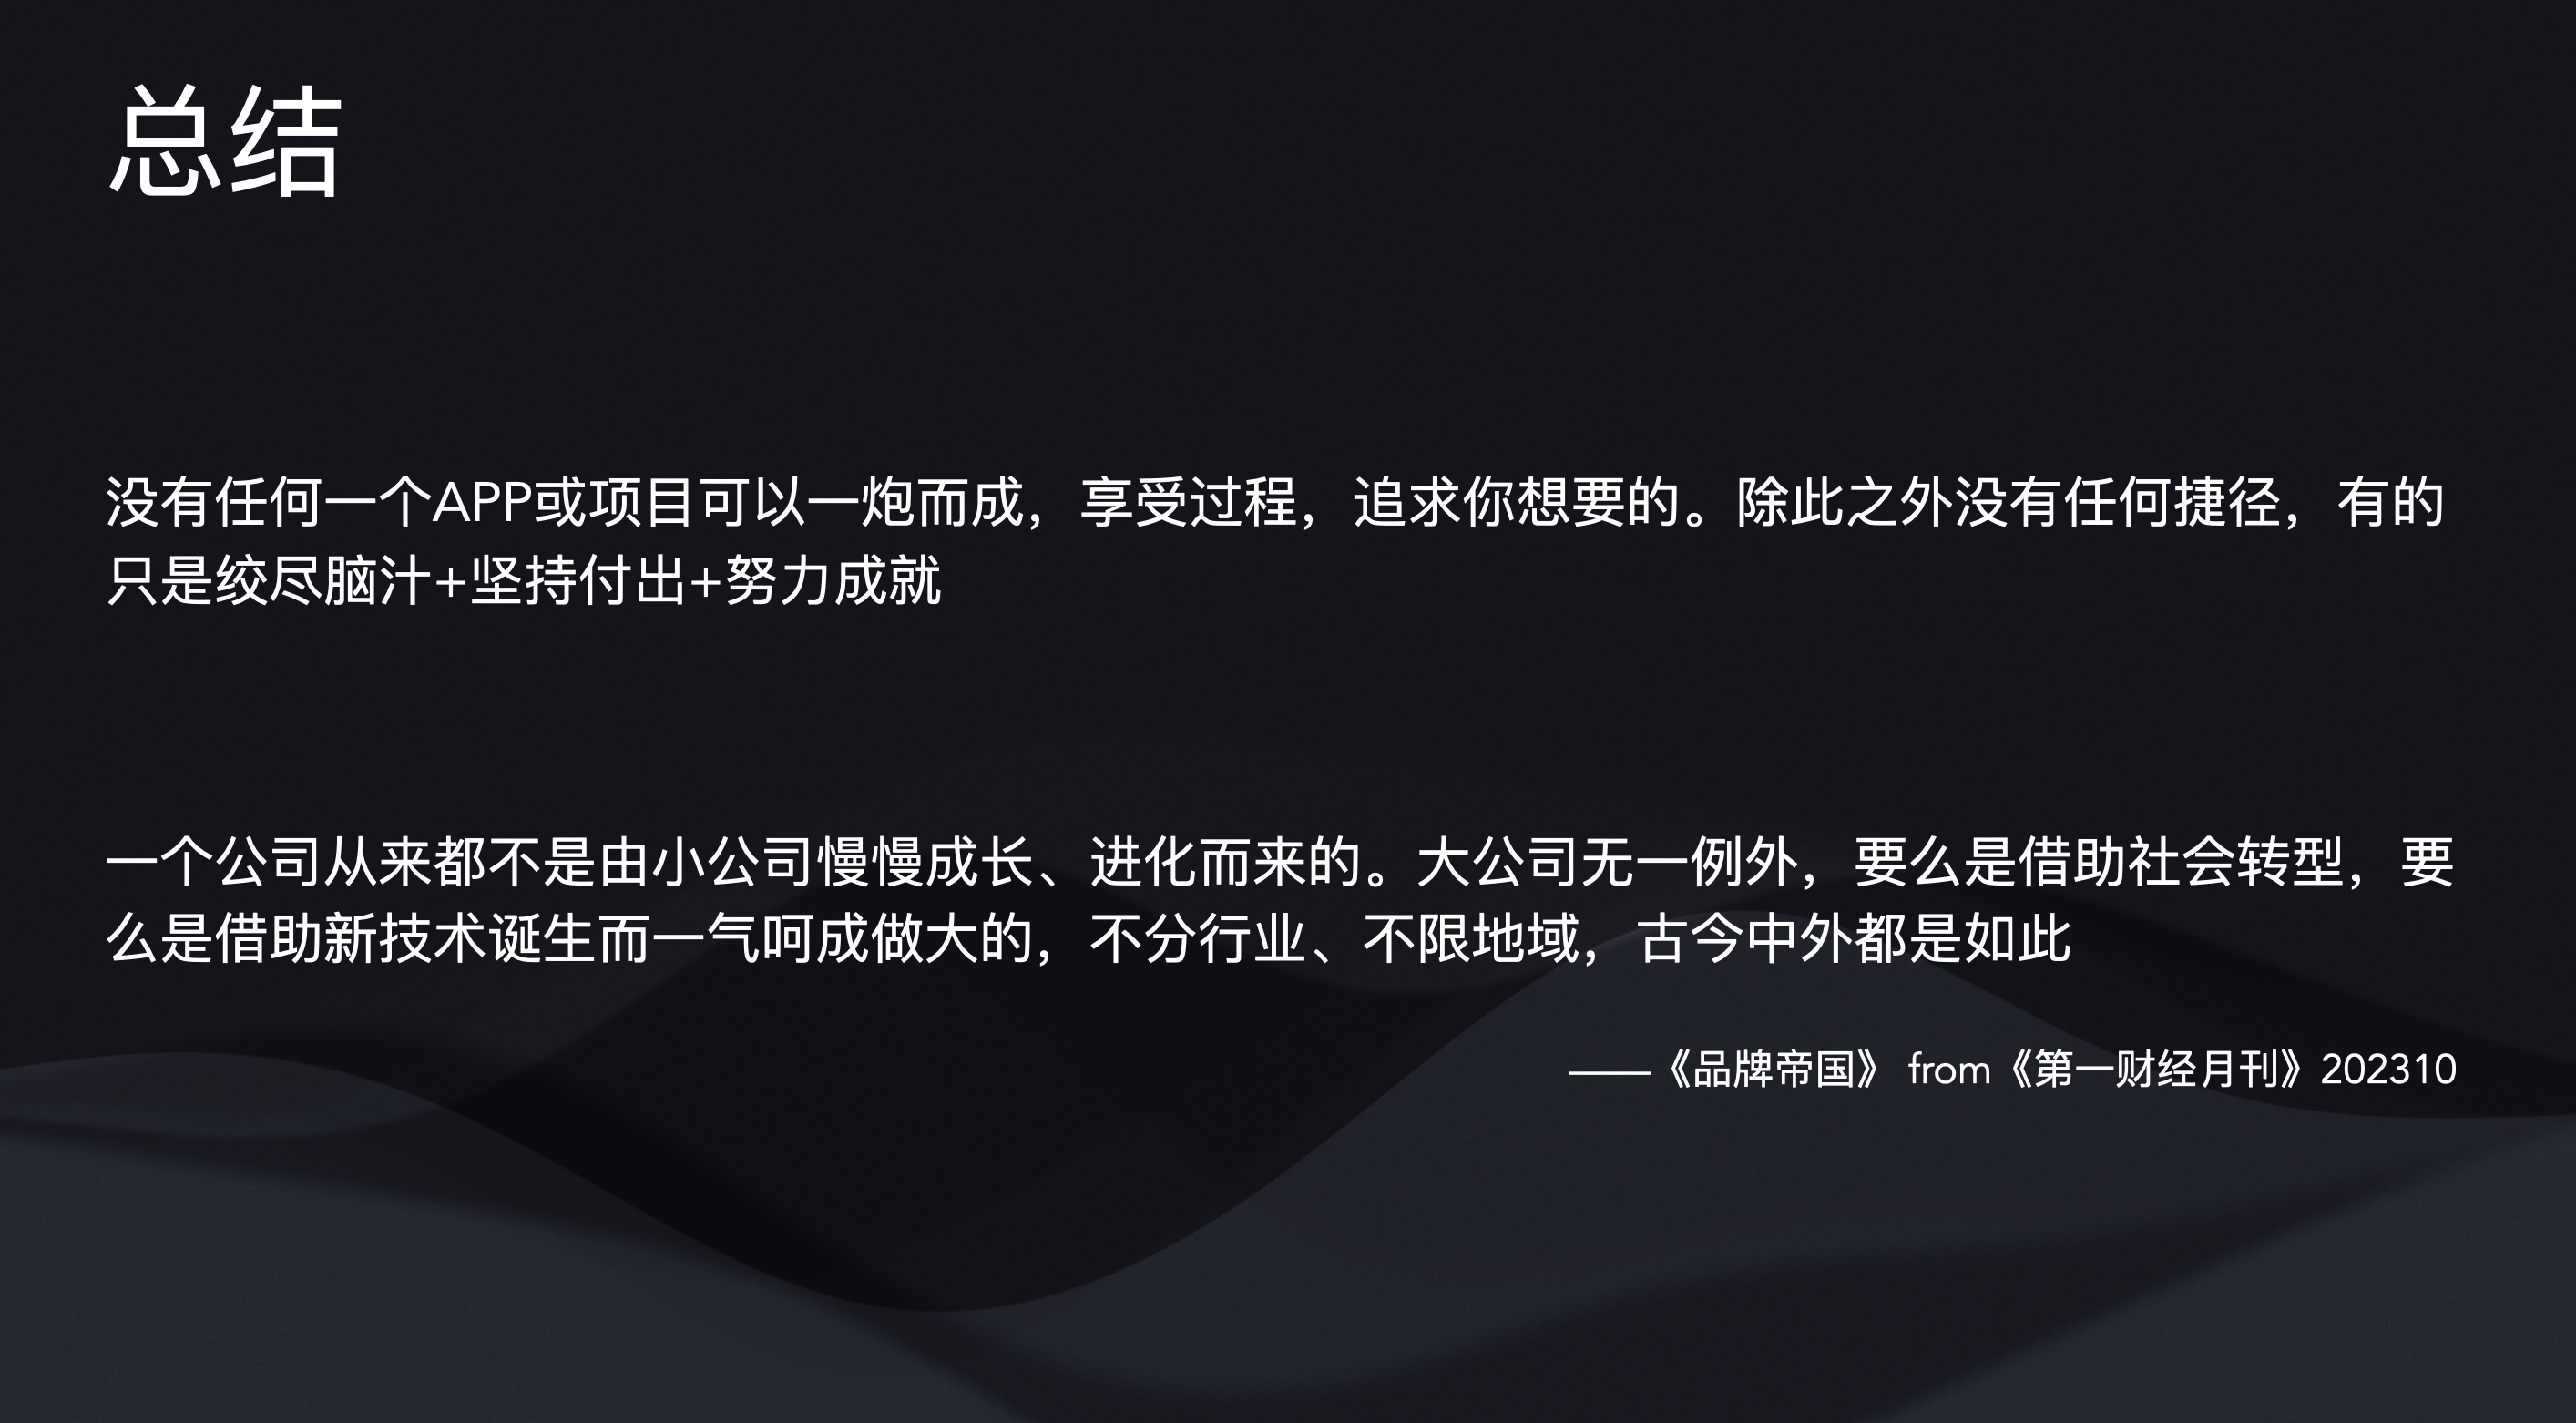 总结
没有任何一个APP或项目可以一炮而成，享受过程，追求你想要的。除此之外没有任何捷径，有的
只是绞尽脑汁+坚持付出+努力成就
一个公司从来都不是由小公司慢慢成长、进化而来的。大公司无一例外，要么是借助社会转型，要
么是借助新技术诞生而一气呵成做大的，不分行业、不限地域，古今中外都是如此
——《品牌帝国》 from《第一财经月刊》202310